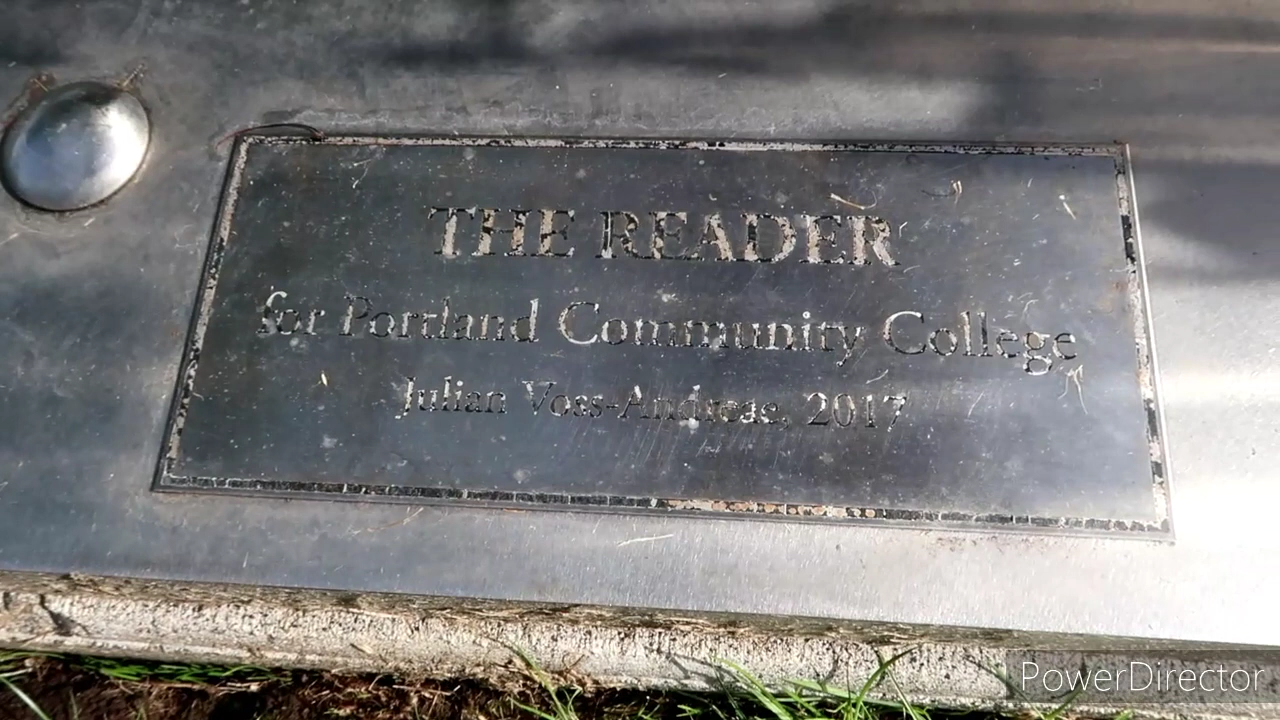 THE READER
for Portland Community College
Julian Voss-Andreae, 2017
PowerDirector